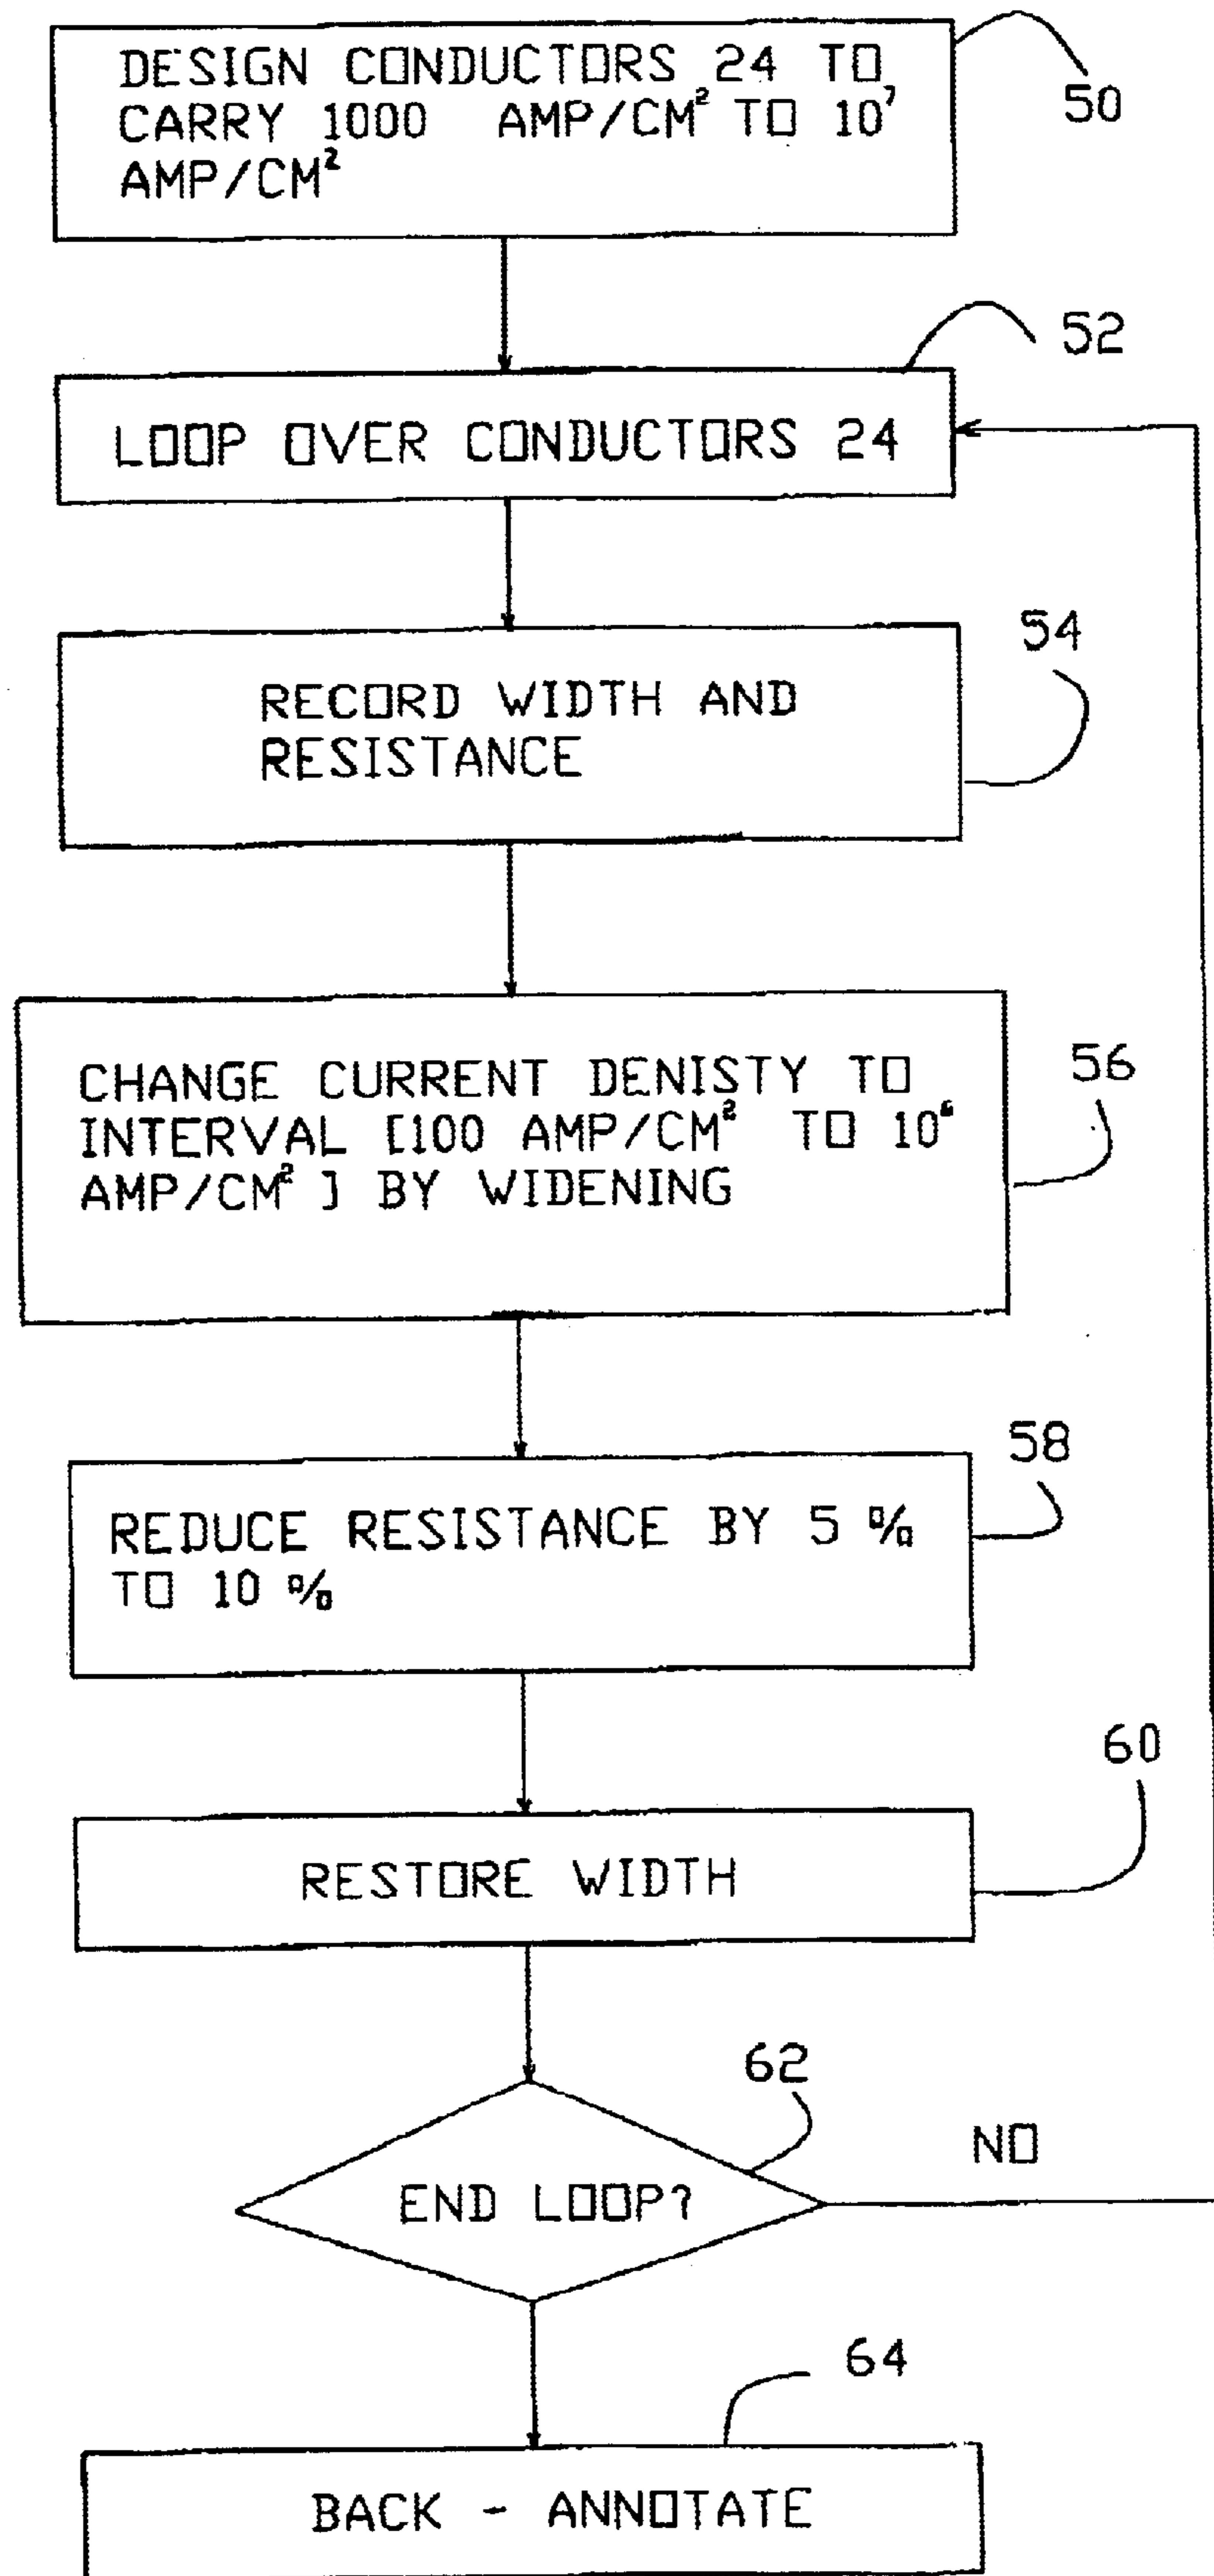 DESIGN CONDUCTORS 24 TO
CARRY 1000 AMP/CM² TO 10⁷
AMP/CM²
50
52
LOOP OVER CONDUCTORS 24
54
RECORD WIDTH AND
RESISTANCE
56
CHANGE CURRENT DENISTY TO
INTERVAL [100 AMP/CM² TO 10⁶
AMP/CM² ] BY WIDENING
58
REDUCE RESISTANCE BY 5 %
TO 10 %
60
RESTORE WIDTH
62
NO
END LOOP?
64
BACK - ANNOTATE